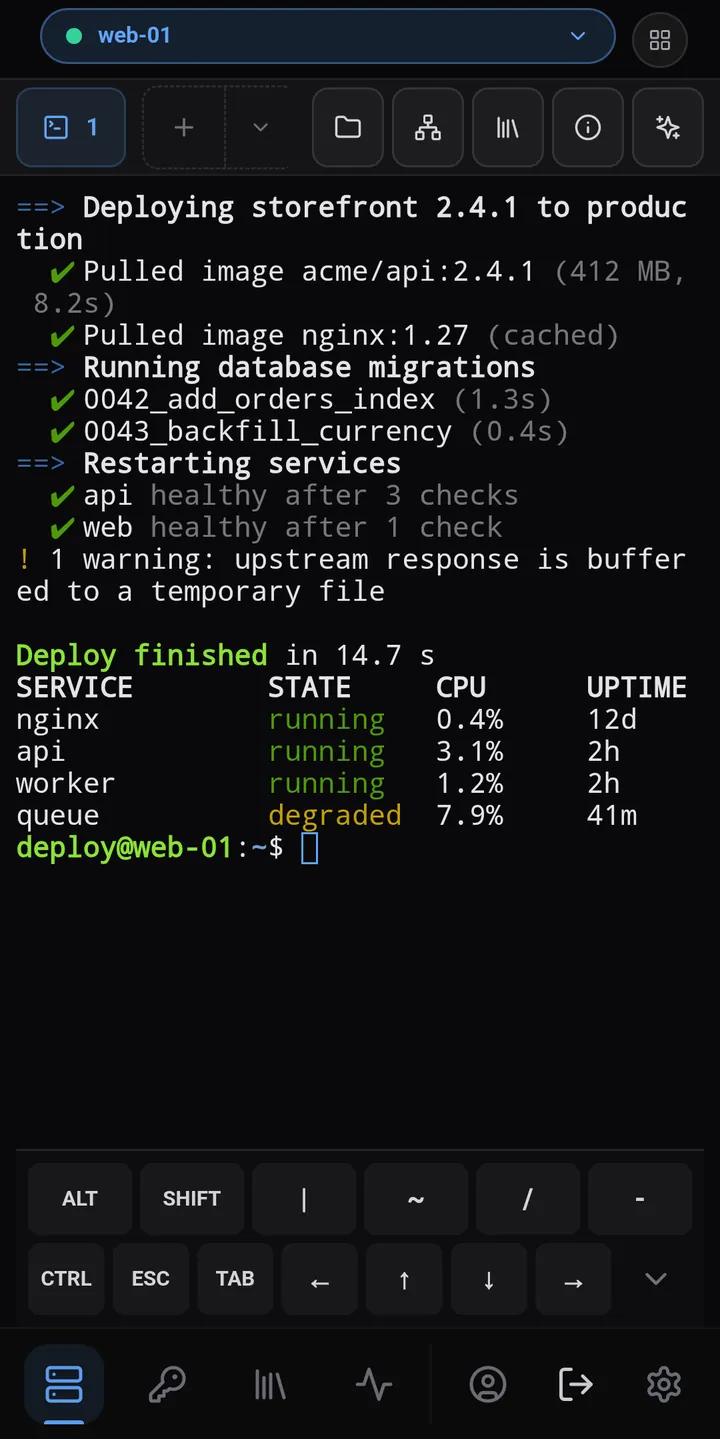 web-01
1
==> Deploying storefront 2.4.1 to produc
tion
✔ Pulled image acme/api:2.4.1 (412 MB,
8.2s)
✔ Pulled image nginx:1.27 (cached)
==> Running database migrations
✔ 0042_add_orders_index (1.3s)
✔ 0043_backfill_currency (0.4s)
==> Restarting services
✔ api healthy after 3 checks
✔ web healthy after 1 check
! 1 warning: upstream response is buffer
ed to a temporary file
Deploy finished in 14.7 s
SERVICE STATE CPU UPTIME
nginx running 0.4% 12d
api running 3.1% 2h
worker running 1.2% 2h
queue degraded 7.9% 41m
deploy@web-01:~$
ALT SHIFT | ~ / -
CTRL ESC TAB ← ↑ ↓ →